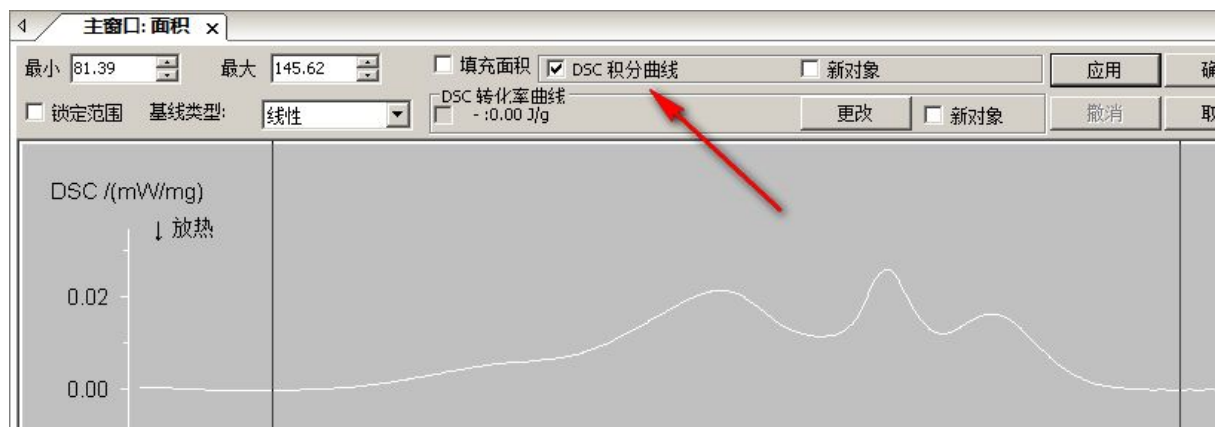 主窗口: 面积 x
最小 81.39 最大 145.62 填充面积 DSC 积分曲线 新对象 应用
锁定范围 基线类型: 线性 DSC 转化率曲线 - :0.00 J/g 更改 新对象 撤消
DSC /(mW/mg)
↓ 放热
0.02
0.00